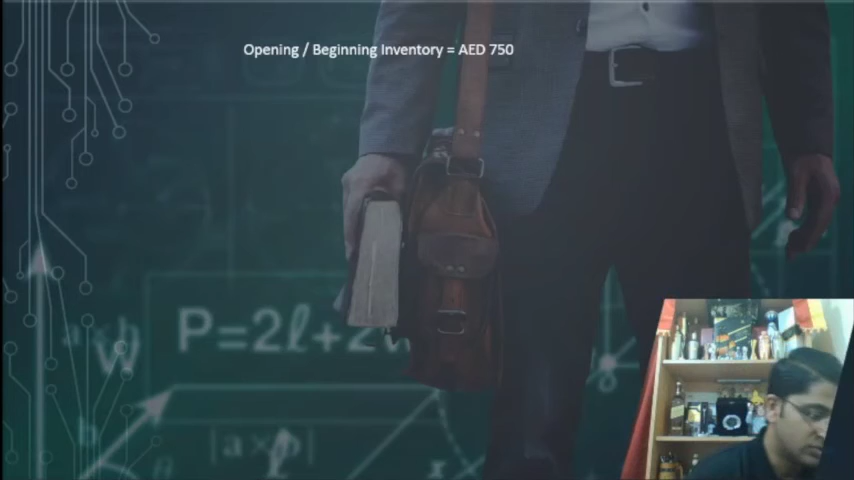 Opening / Beginning Inventory = AED 750
P=2ℓ+2w
W
|a×b|
θ
x